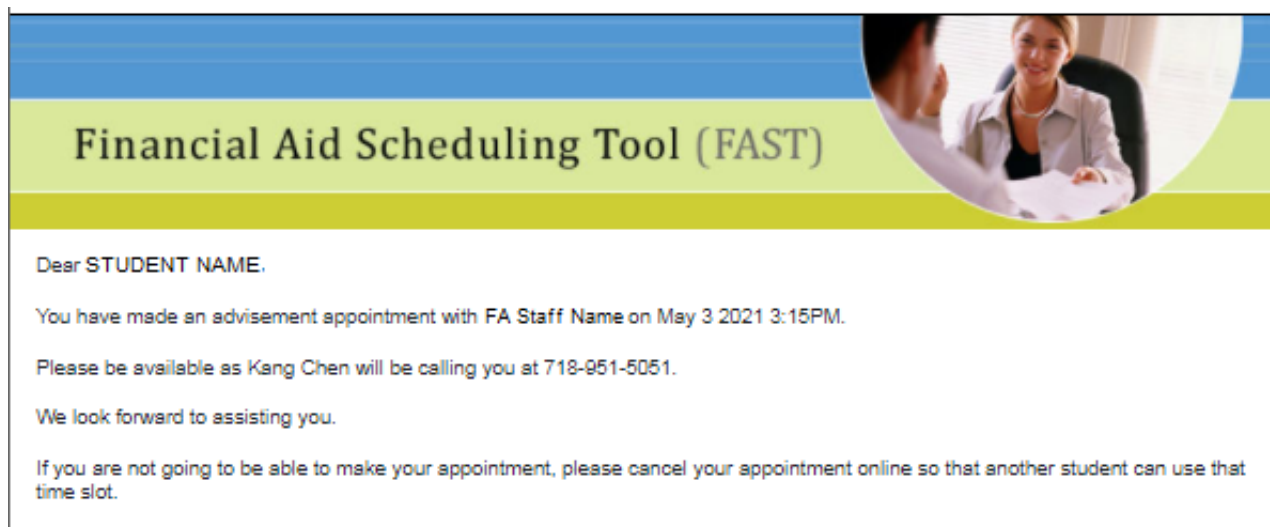 Financial Aid Scheduling Tool (FAST)
Dear STUDENT NAME.
You have made an advisement appointment with FA Staff Name on May 3 2021 3:15PM.
Please be available as Kang Chen will be calling you at 718-951-5051.
We look forward to assisting you.
If you are not going to be able to make your appointment, please cancel your appointment online so that another student can use that
time slot.